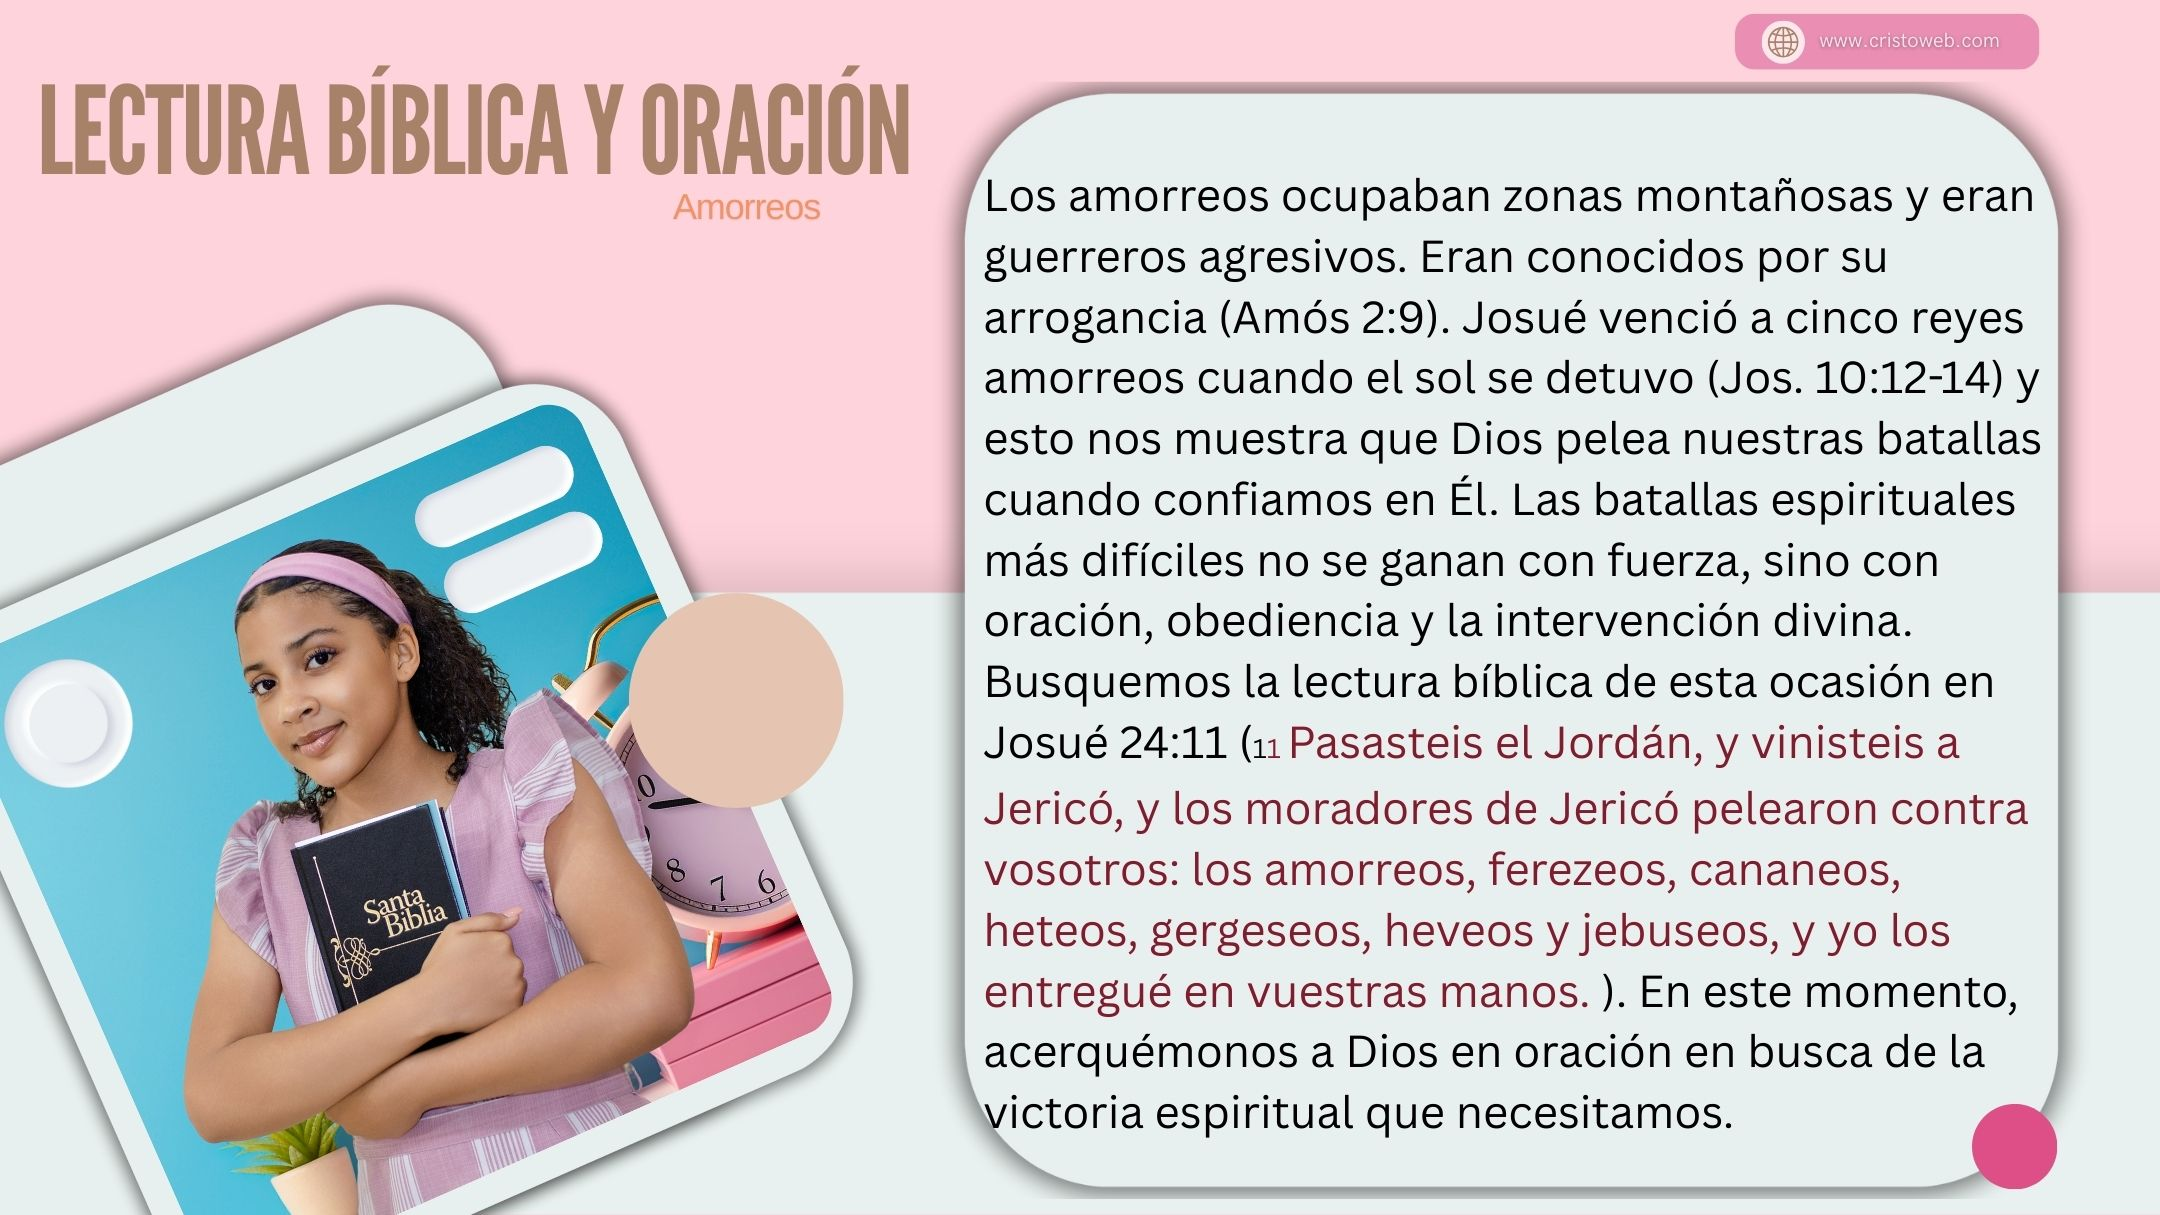 www.cristoweb.com
LECTURA BÍBLICA Y ORACIÓN
Amorreos
Los amorreos ocupaban zonas montañosas y eran
guerreros agresivos. Eran conocidos por su
arrogancia (Amós 2:9). Josué venció a cinco reyes
amorreos cuando el sol se detuvo (Jos. 10:12-14) y
esto nos muestra que Dios pelea nuestras batallas
cuando confiamos en Él. Las batallas espirituales
más difíciles no se ganan con fuerza, sino con
oración, obediencia y la intervención divina.
Busquemos la lectura bíblica de esta ocasión en
Josué 24:11 (11 Pasasteis el Jordán, y vinisteis a
Jericó, y los moradores de Jericó pelearon contra
vosotros: los amorreos, ferezeos, cananeos,
heteos, gergeseos, heveos y jebuseos, y yo los
entregué en vuestras manos. ). En este momento,
acerquémonos a Dios en oración en busca de la
victoria espiritual que necesitamos.
Santa
Biblia
10
8
7
6